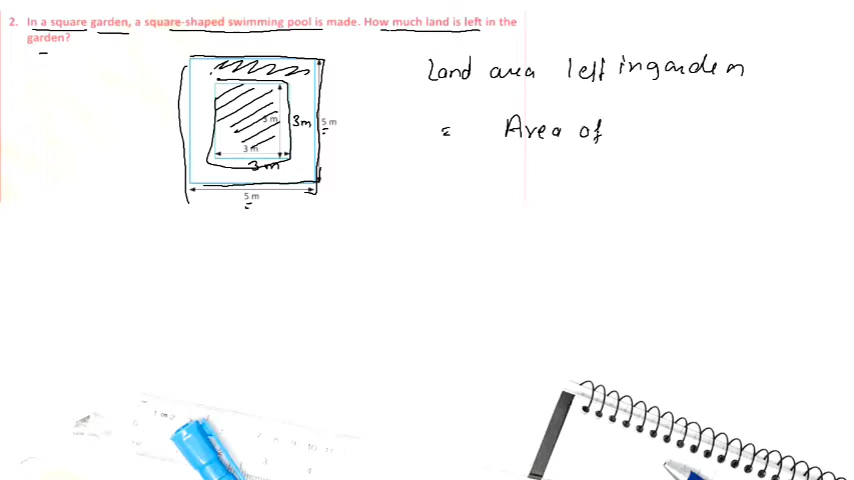 2. In a square garden, a square-shaped swimming pool is made. How much land is left in the
garden?
Land area left in garden
= Area of
3 m
3m
5 m
3 m
3m
5 m